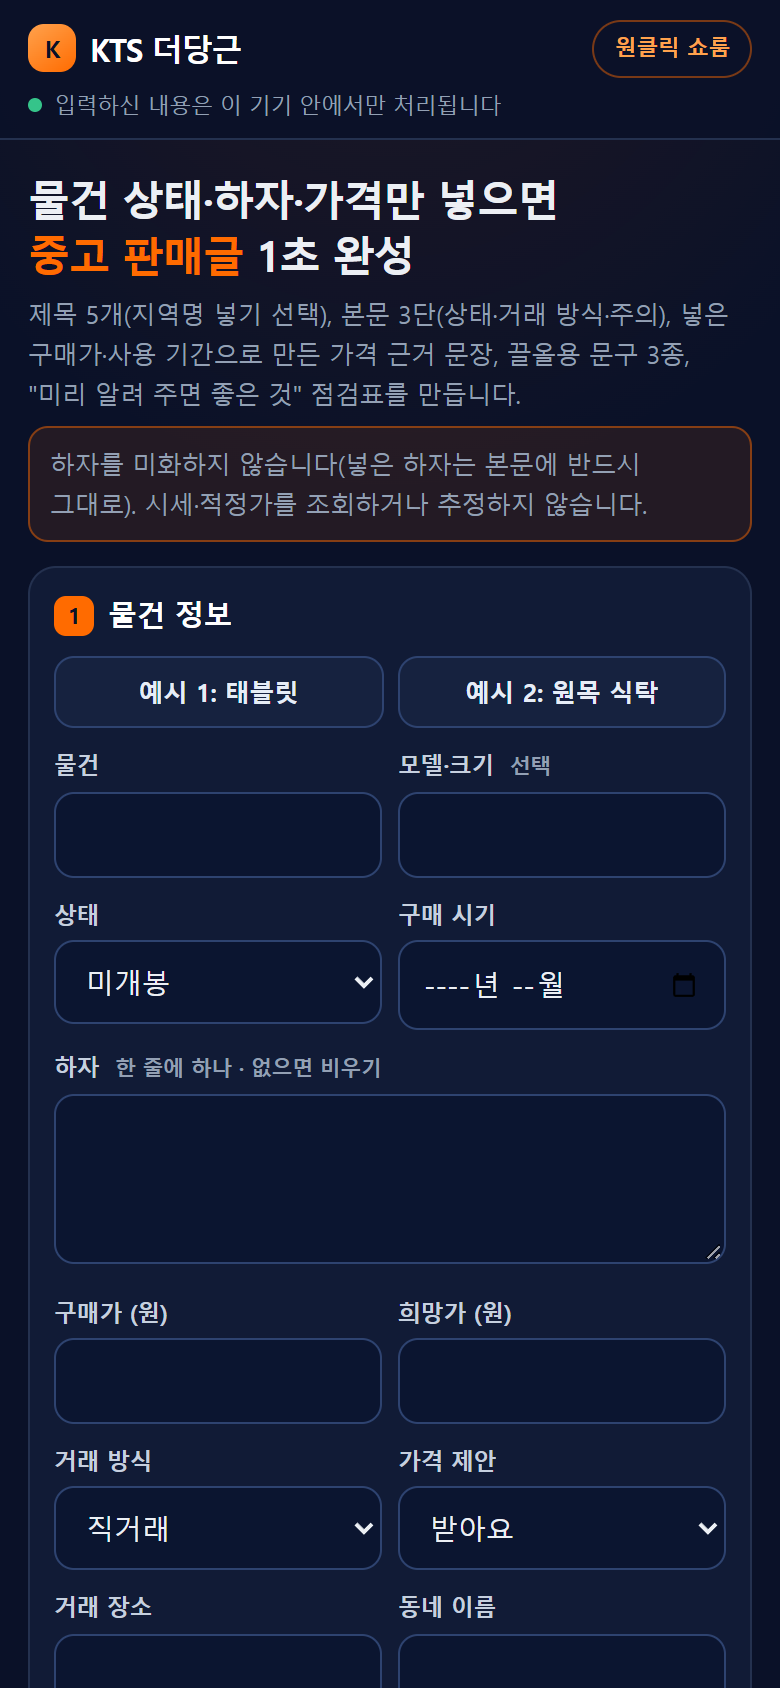 K KTS 더당근 원클릭 쇼룸
입력하신 내용은 이 기기 안에서만 처리됩니다
물건 상태·하자·가격만 넣으면
중고 판매글 1초 완성
제목 5개(지역명 넣기 선택), 본문 3단(상태·거래 방식·주의), 넣은
구매가·사용 기간으로 만든 가격 근거 문장, 끌올용 문구 3종,
"미리 알려 주면 좋은 것" 점검표를 만듭니다.
하자를 미화하지 않습니다(넣은 하자는 본문에 반드시
그대로). 시세·적정가를 조회하거나 추정하지 않습니다.
1 물건 정보
예시 1: 태블릿 예시 2: 원목 식탁
물건 모델·크기 선택
상태 구매 시기
미개봉 ----년 --월
하자 한 줄에 하나 · 없으면 비우기
구매가 (원) 희망가 (원)
거래 방식 가격 제안
직거래 받아요
거래 장소 동네 이름